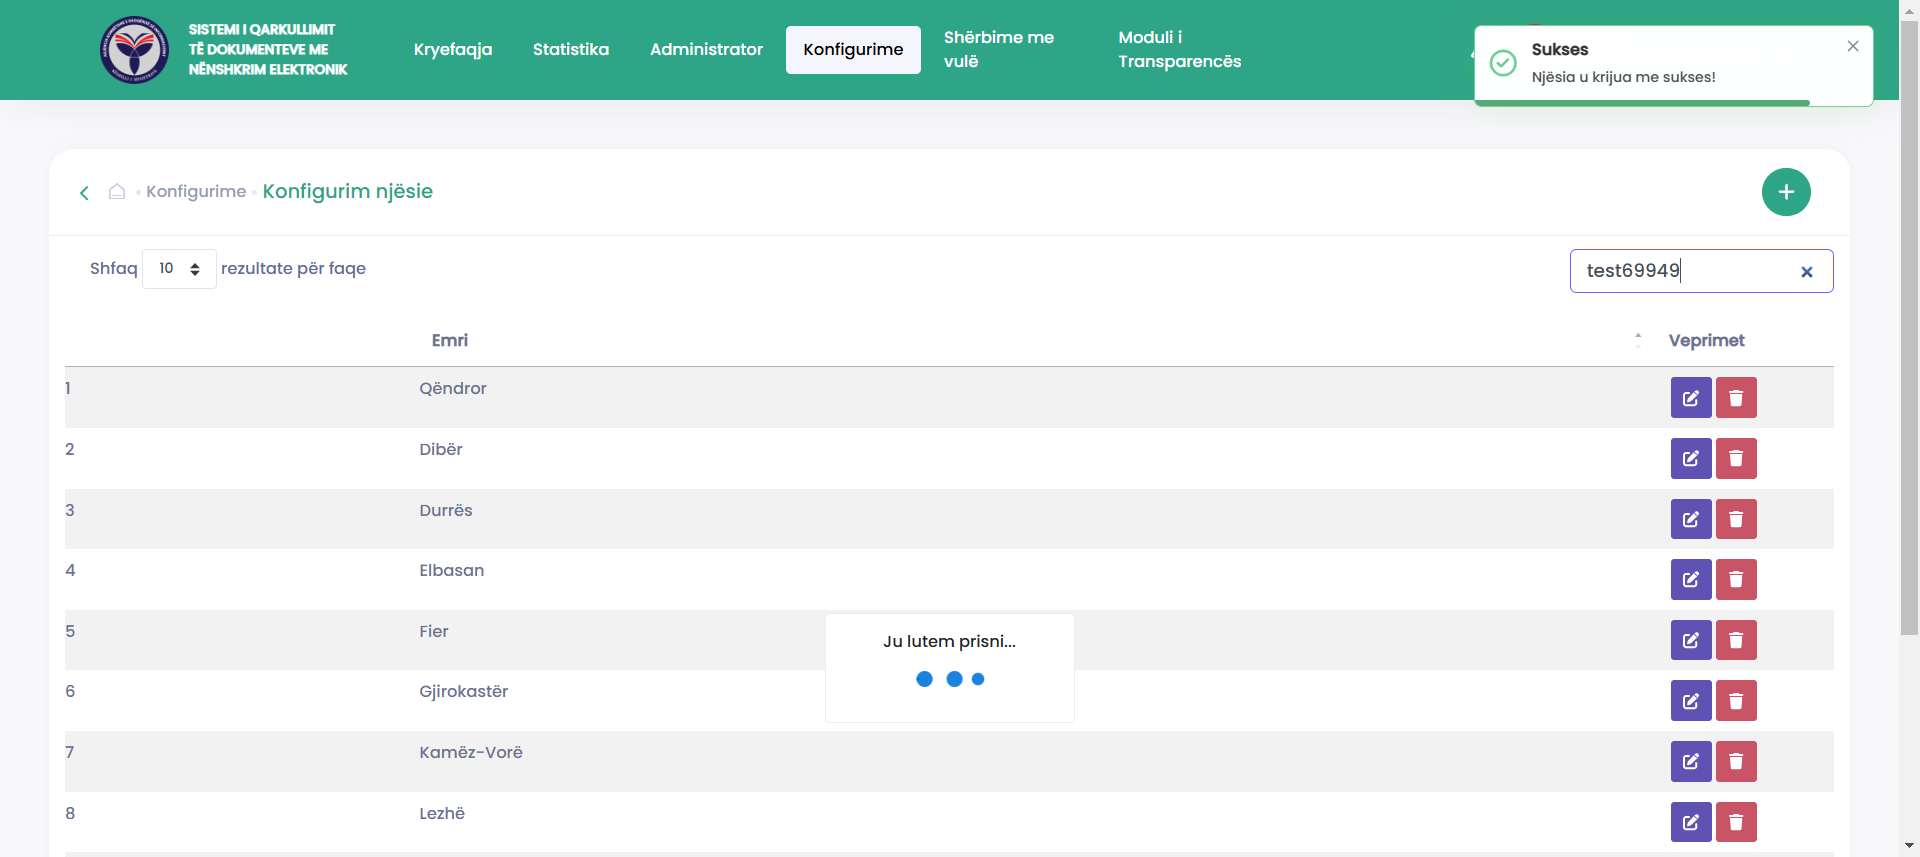 SISTEMI I QARKULLIMIT
TË DOKUMENTEVE ME
NËNSHKRIM ELEKTRONIK
Kryefaqja
Statistika
Administrator
Konfigurime
Shërbime me
vulë
Moduli i
Transparencës
Sukses
Njësia u krijua me sukses!
Konfigurime
Konfigurim njësie
Shfaq 10 rezultate për faqe
test69949
Emri
Veprimet
1 Qëndror
2 Dibër
3 Durrës
4 Elbasan
5 Fier
6 Gjirokastër
7 Kamëz-Vorë
8 Lezhë
Ju lutem prisni...